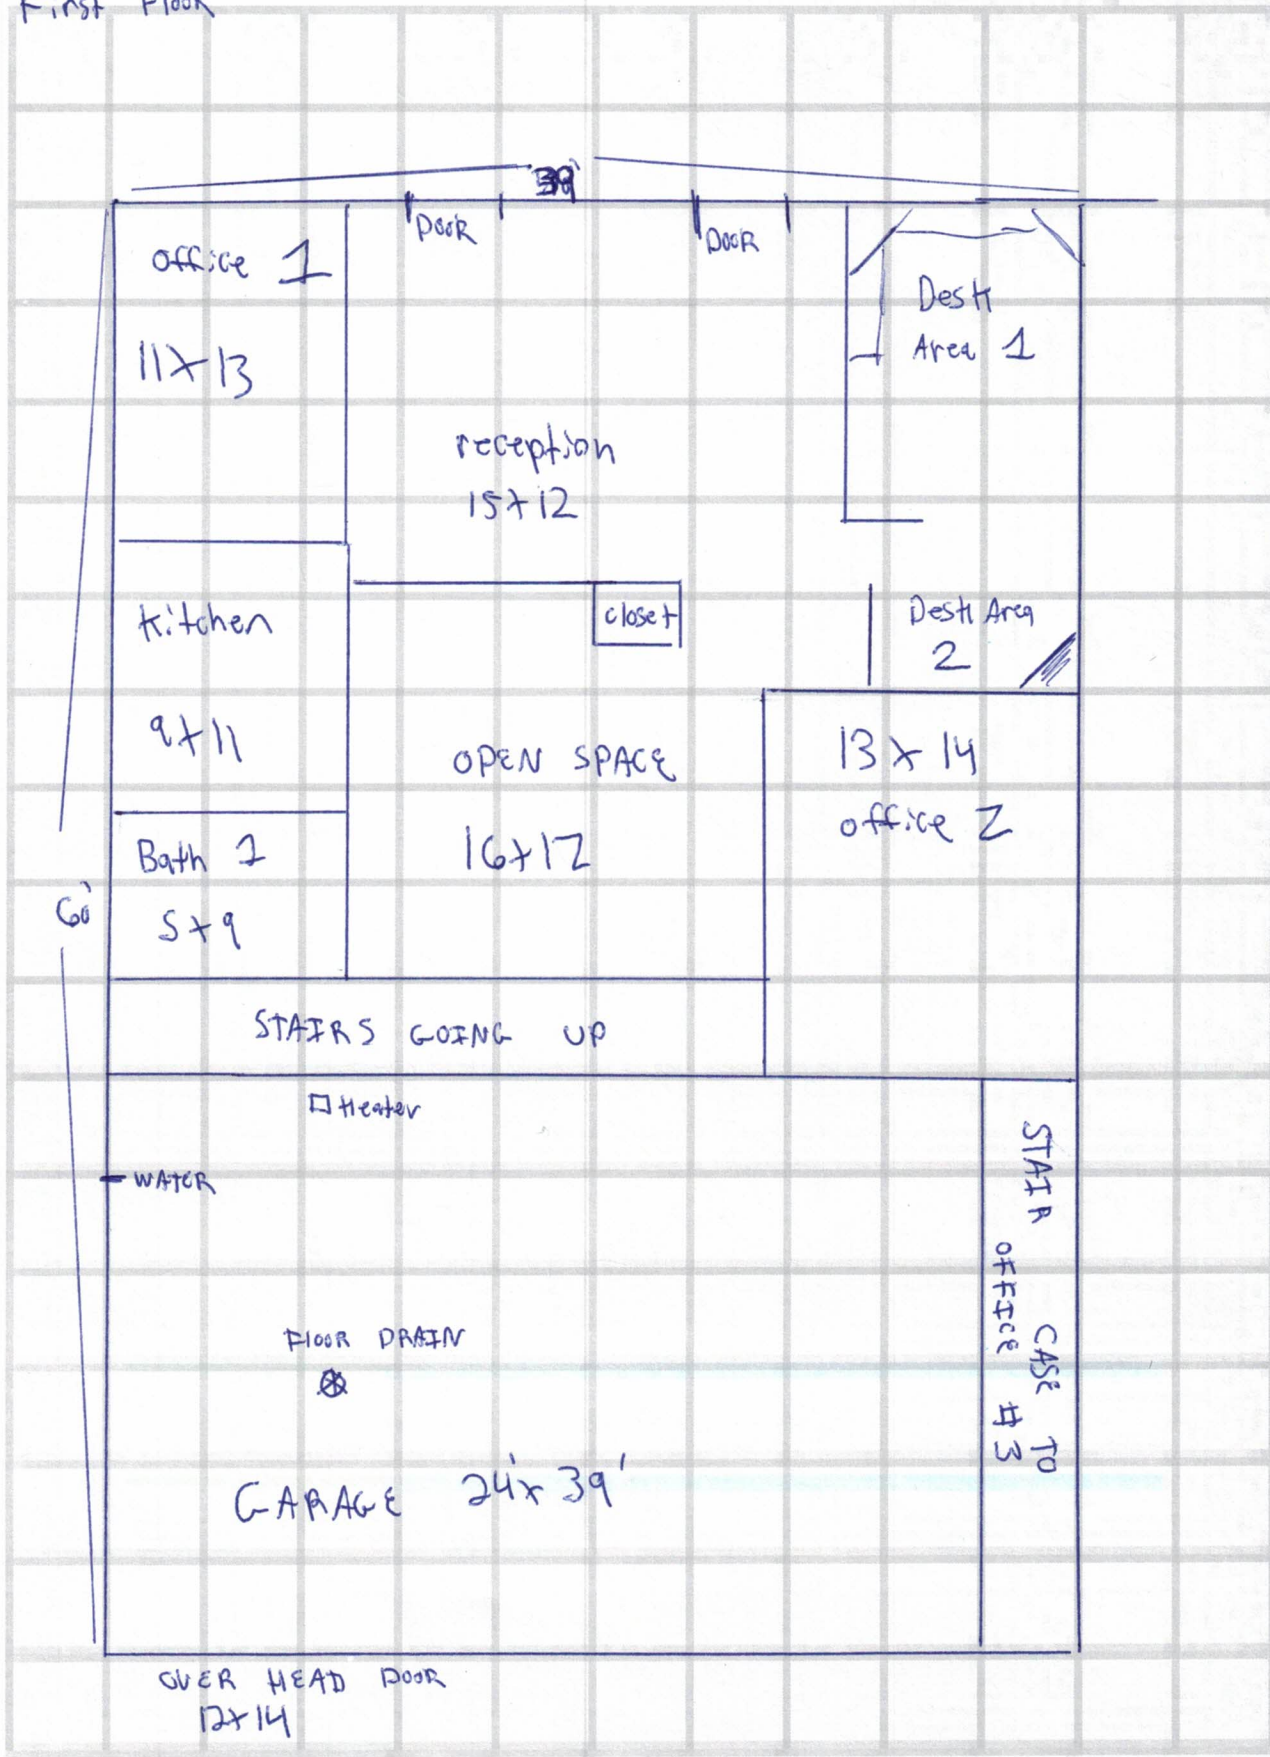 First Floor
39'
DOOR
DOOR
office 1
11x13
Desk
Area 1
reception
15x12
Kitchen
9x11
closet
Desk Area
2
OPEN SPACE
16x12
13 x 14
office 2
Bath 1
5x9
60'
STAIRS GOING UP
Heater
WATER
STAIR CASE TO
OFFICE #3
FLOOR DRAIN
GARAGE 24'x 39'
OVER HEAD DOOR
12x14